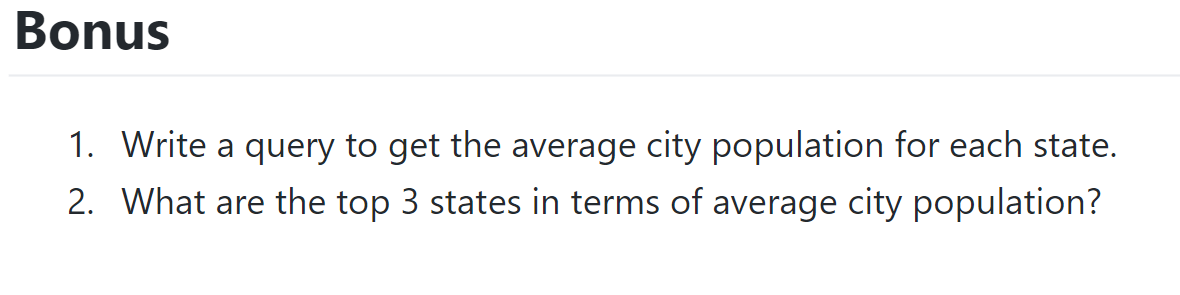 Bonus
1. Write a query to get the average city population for each state.
2. What are the top 3 states in terms of average city population?